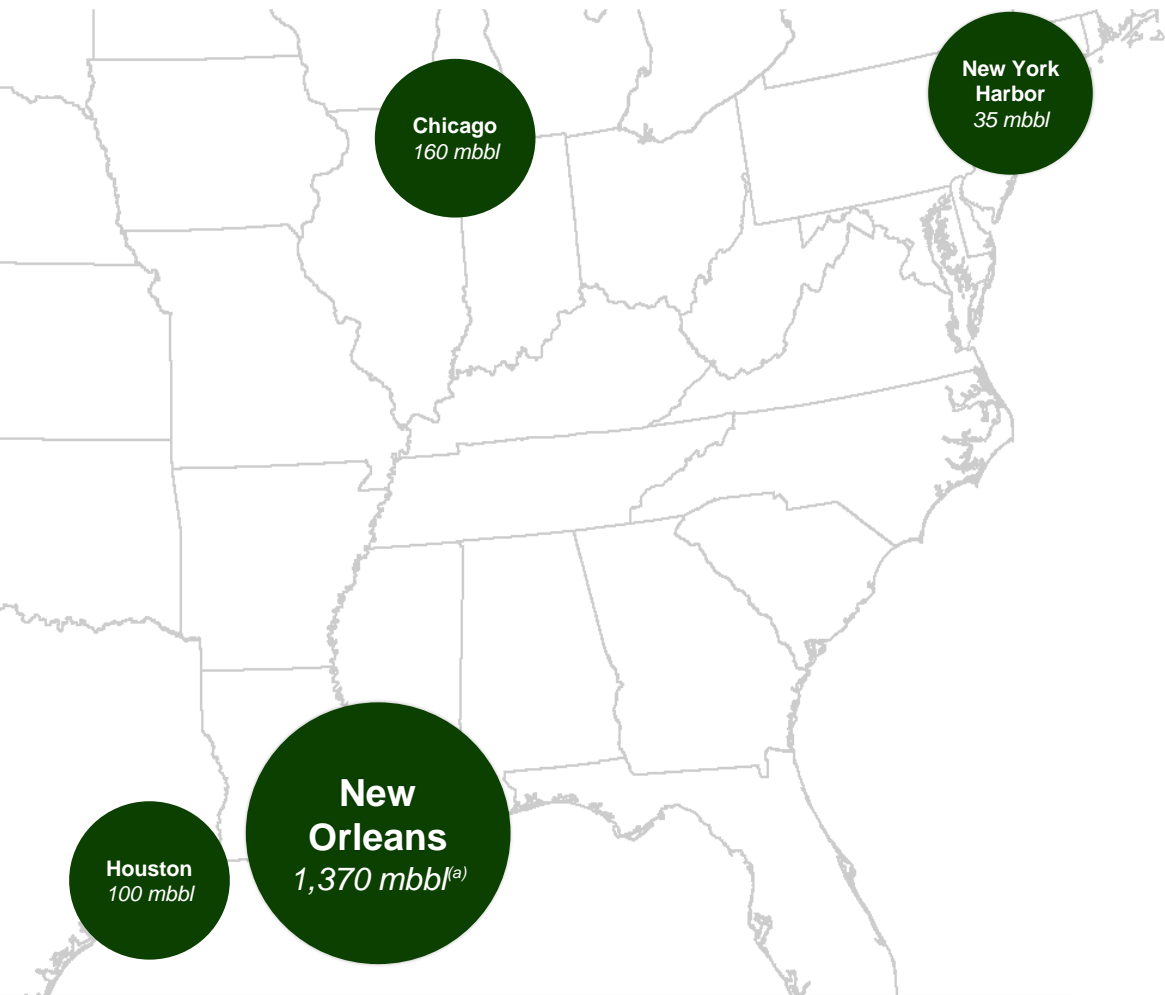 New York
Harbor
35 mbbl
Chicago
160 mbbl
New
Orleans
1,370 mbbl(a)
Houston
100 mbbl